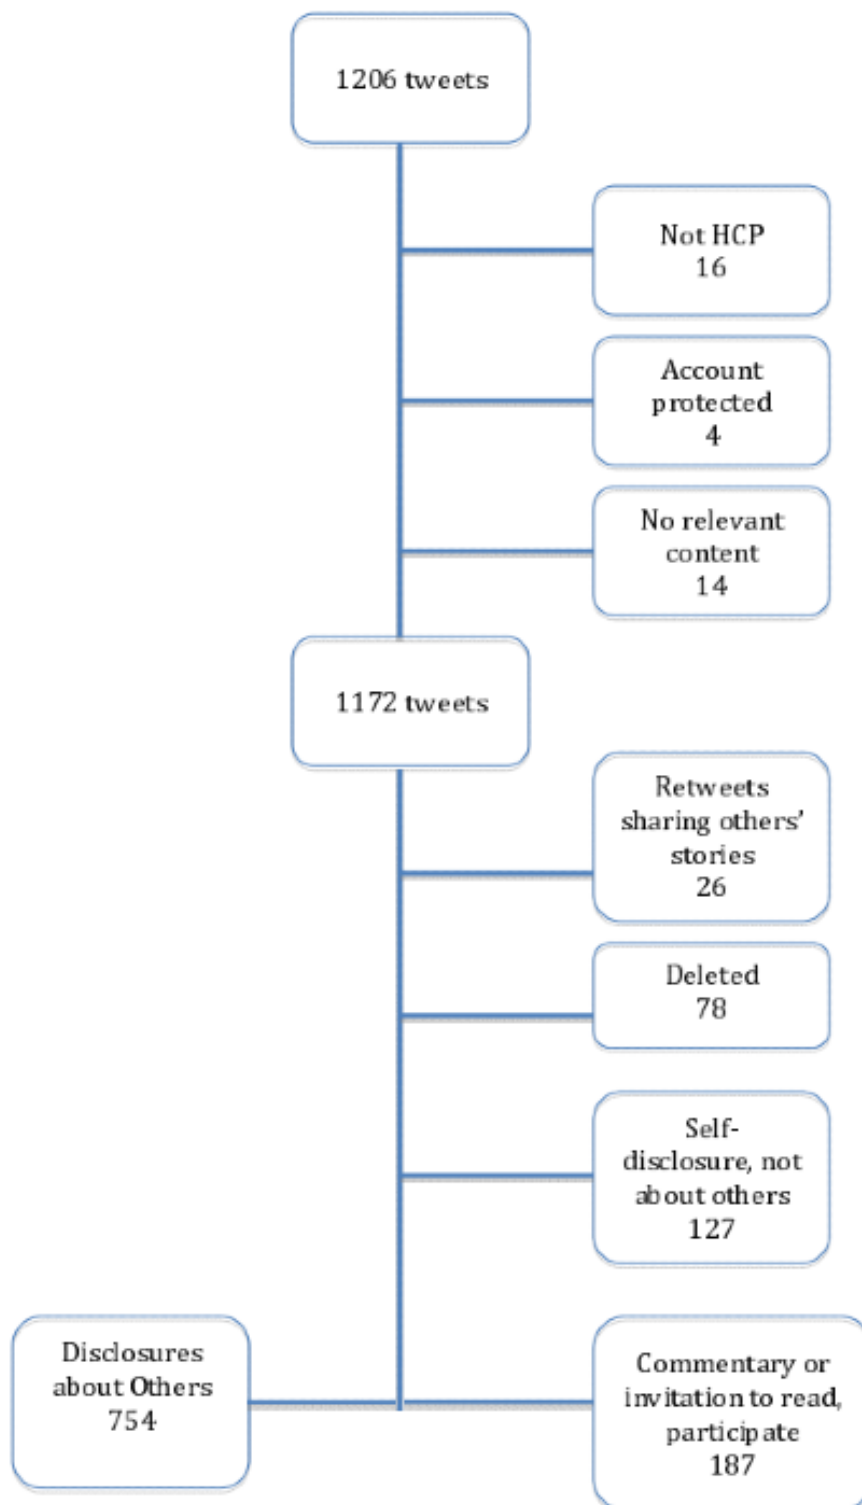 1206 tweets
Not HCP
16
Account
protected
4
No relevant
content
14
1172 tweets
Retweets
sharing others'
stories
26
Deleted
78
Self-
disclosure, not
about others
127
Disclosures
about Others
754
Commentary or
invitation to read,
participate
187